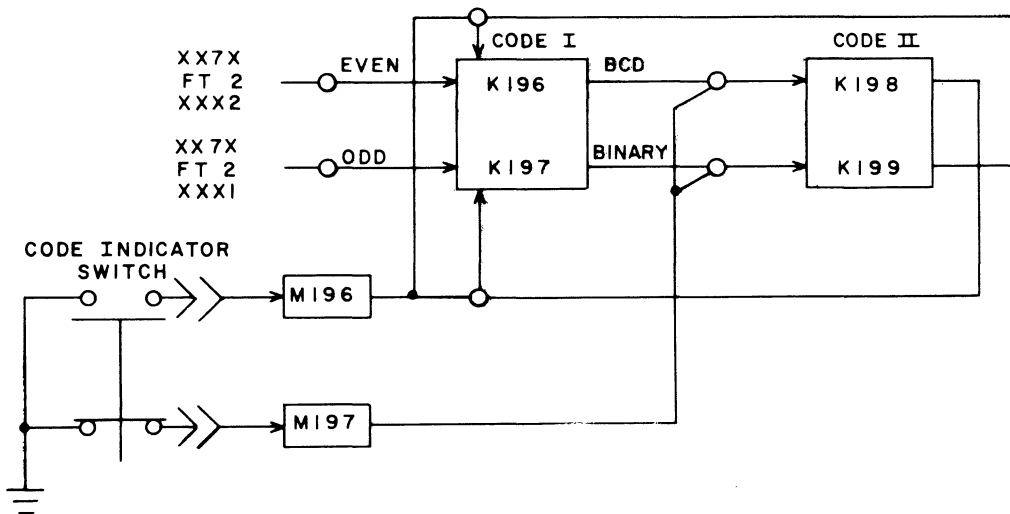 CODE I
CODE II
XX7X
FT 2
XXX2
EVEN
K196
BCD
K198
XX7X
FT 2
XXX1
ODD
K197
BINARY
K199
CODE INDICATOR
SWITCH
M196
M197